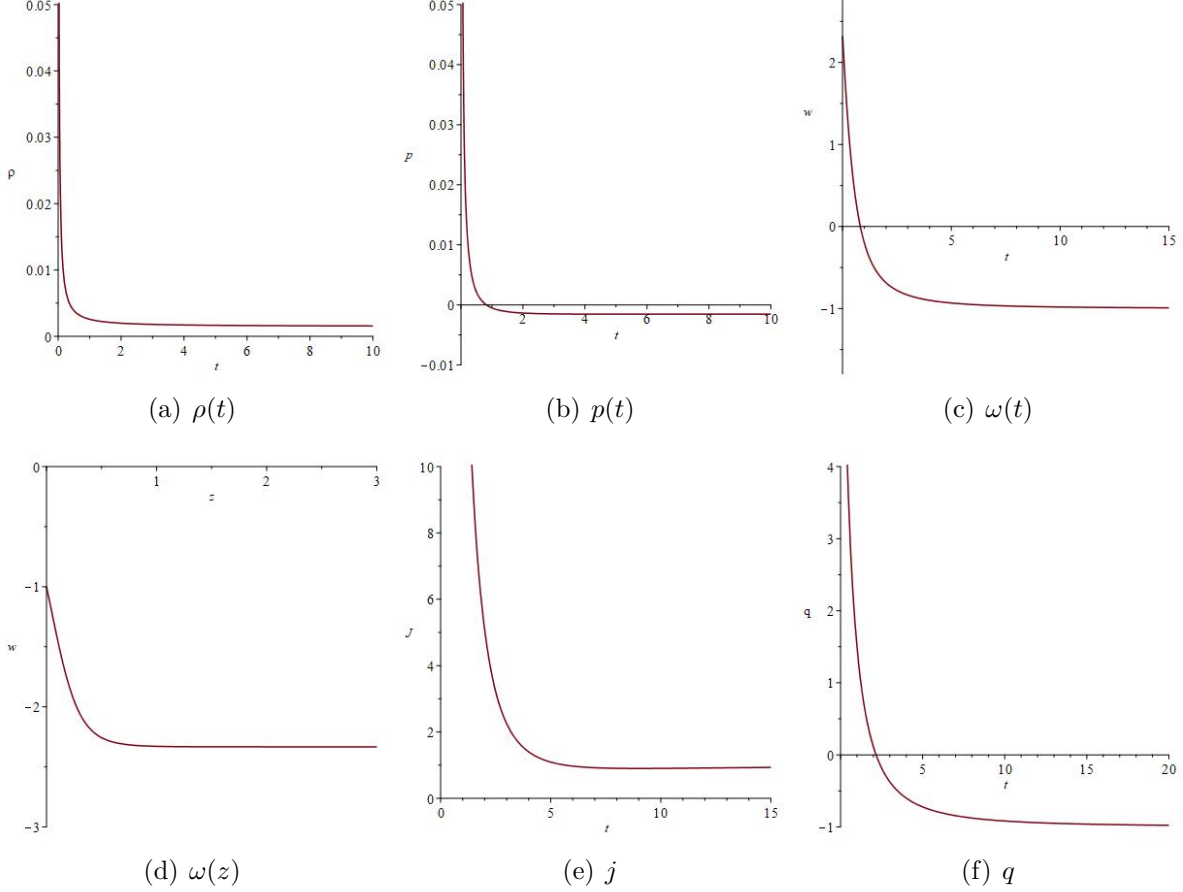 0.05
0.04
0.03
ρ
0.02
0.01
0
0 2 4 6 8 10
t
(a) ρ(t)
0.05
0.04
0.03
p
0.02
0.01
0
2 4 6 8 10
t
−0.01
(b) p(t)
2
w
1
0
5 10 15
t
−1
(c) ω(t)
0
1 2 3
z
−1
w
−2
−3
(d) ω(z)
10
8
6
J
4
2
0
0 5 10 15
t
(e) j
4
3
q
2
1
0
5 10 15 20
t
−1
(f) q